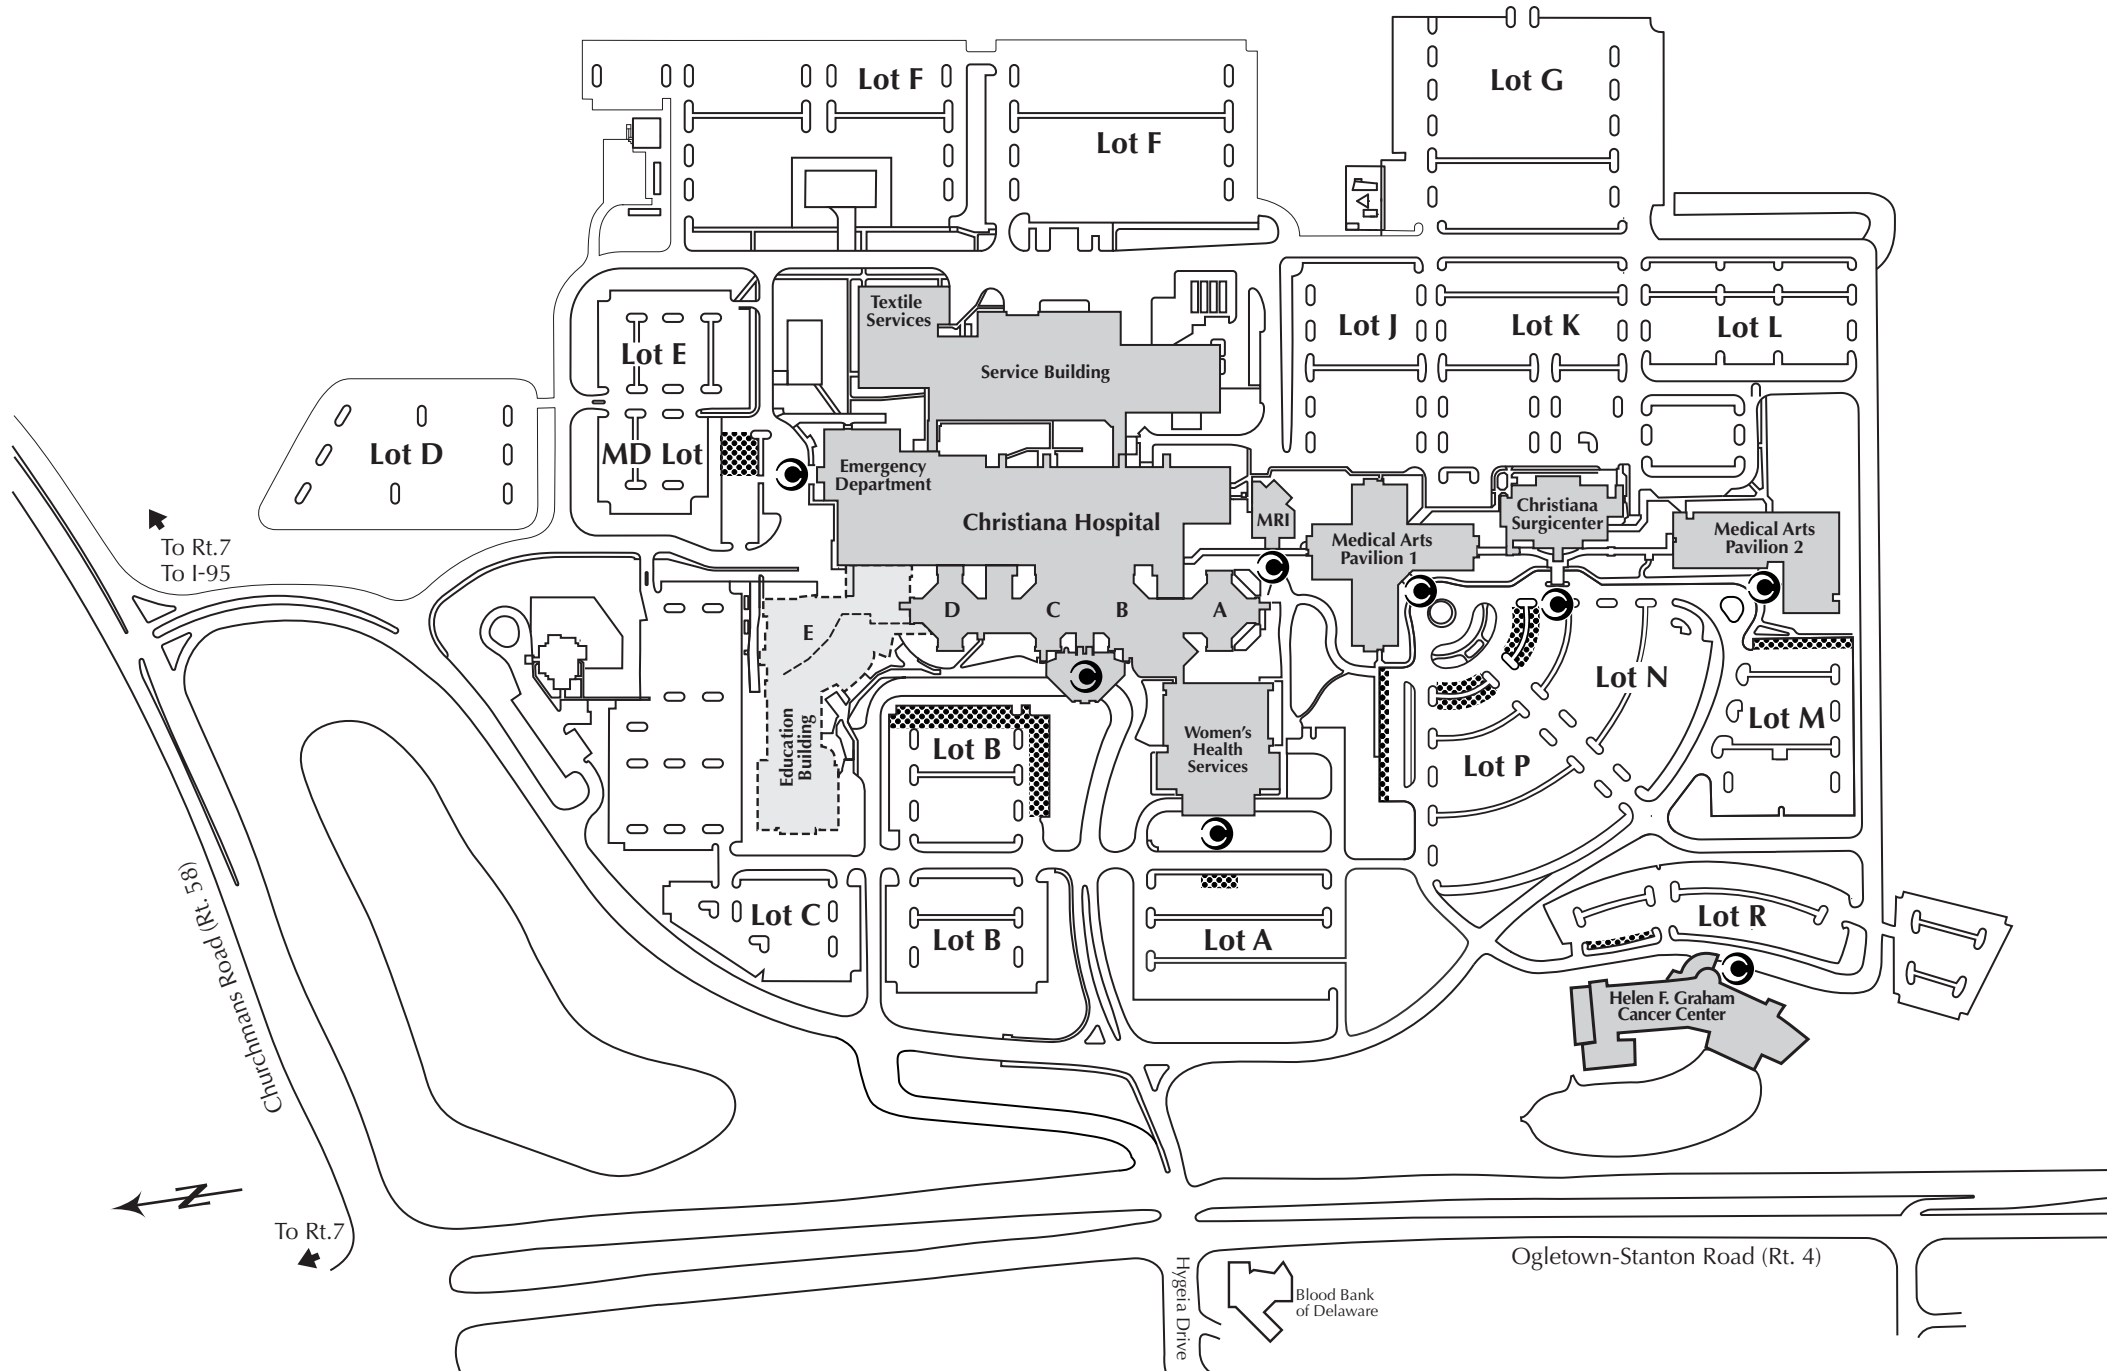 Lot F
Lot G
Lot F
Textile
Services
Lot E
Service Building
Lot J
Lot K
Lot L
Lot D
MD Lot
Emergency
Department
Christiana Hospital
MRI
Medical Arts
Pavilion 1
Christiana
Surgicenter
Medical Arts
Pavilion 2
To Rt.7
To I-95
D
C
B
A
E
Education
Building
Lot B
Women's
Health
Services
Lot N
Lot P
Lot M
Churchmans Road (Rt. 58)
Lot C
Lot B
Lot A
Lot R
Helen F. Graham
Cancer Center
N
To Rt.7
Hygeia Drive
Ogletown-Stanton Road (Rt. 4)
Blood Bank
of Delaware